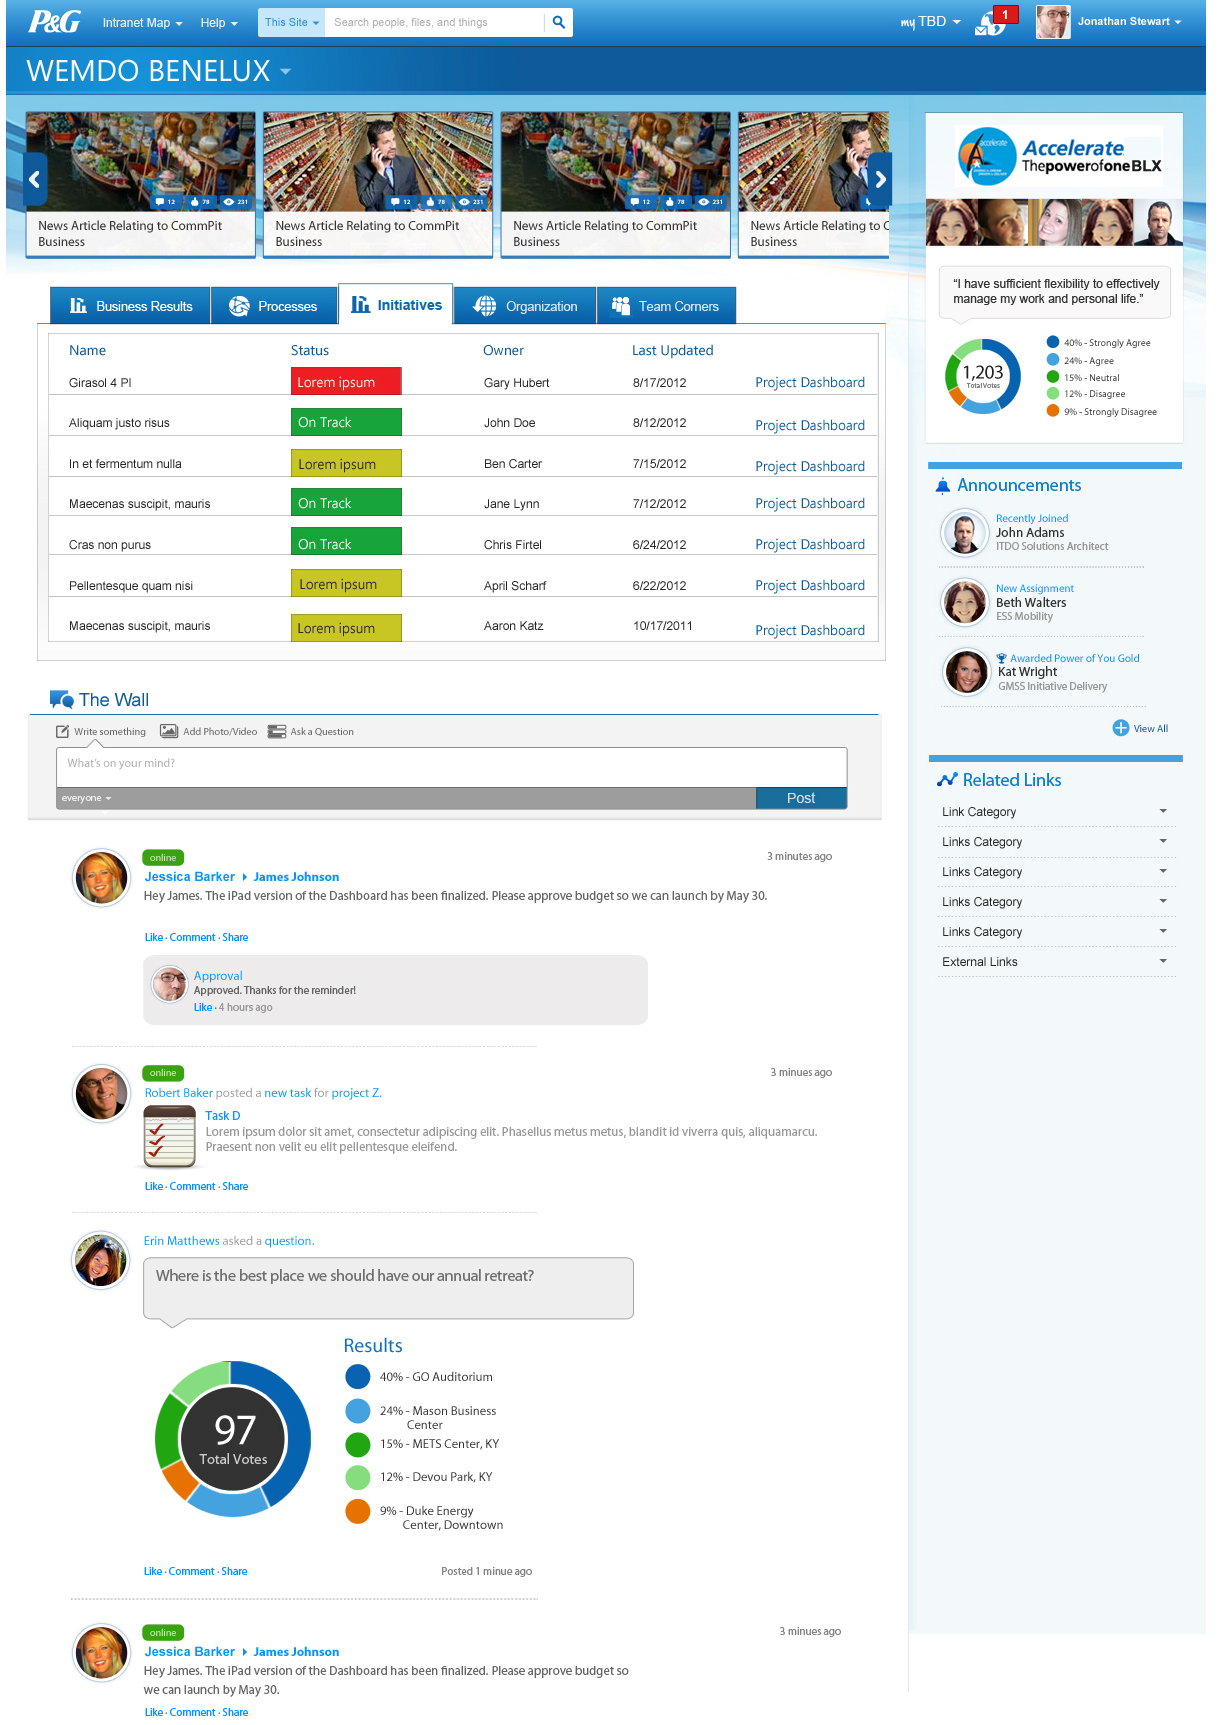 P&G
Intranet Map
Help
This Site
Search people, files, and things
my TBD
1
Jonathan Stewart
WEMDO BENELUX
12 78 231
News Article Relating to CommPit
Business
12 78 231
News Article Relating to CommPit
Business
12 78 231
News Article Relating to CommPit
Business
News Article Relating to C
Business
accelerate
Accelerate
ThepowerofoneBLX
“I have sufficient flexibility to effectively
manage my work and personal life.”
1,203
Total Votes
40% - Strongly Agree
24% - Agree
15% - Neutral
12% - Disagree
9% - Strongly Disagree
Business Results
Processes
Initiatives
Organization
Team Corners
Name Status Owner Last Updated
Girasol 4 PI Lorem ipsum Gary Hubert 8/17/2012 Project Dashboard
Aliquam justo risus On Track John Doe 8/12/2012 Project Dashboard
In et fermentum nulla Lorem ipsum Ben Carter 7/15/2012 Project Dashboard
Maecenas suscipit, mauris On Track Jane Lynn 7/12/2012 Project Dashboard
Cras non purus On Track Chris Firtel 6/24/2012 Project Dashboard
Pellentesque quam nisi Lorem ipsum April Scharf 6/22/2012 Project Dashboard
Maecenas suscipit, mauris Lorem ipsum Aaron Katz 10/17/2011 Project Dashboard
Announcements
Recently Joined
John Adams
ITDO Solutions Architect
New Assignment
Beth Walters
ESS Mobility
Awarded Power of You Gold
Kat Wright
GMSS Initiative Delivery
View All
Related Links
Link Category
Links Category
Links Category
Links Category
Links Category
External Links
The Wall
Write something
Add Photo/Video
Ask a Question
What's on your mind?
everyone
Post
online
3 minutes ago
Jessica Barker James Johnson
Hey James. The iPad version of the Dashboard has been finalized. Please approve budget so we can launch by May 30.
Like · Comment · Share
Approval
Approved. Thanks for the reminder!
Like · 4 hours ago
online
3 minues ago
Robert Baker posted a new task for project Z.
Task D
Lorem ipsum dolor sit amet, consectetur adipiscing elit. Phasellus metus metus, blandit id viverra quis, aliquamarcu.
Praesent non velit eu elit pellentesque eleifend.
Like · Comment · Share
Erin Matthews asked a question.
Where is the best place we should have our annual retreat?
Results
97
Total Votes
40% - GO Auditorium
24% - Mason Business
Center
15% - METS Center, KY
12% - Devou Park, KY
9% - Duke Energy
Center, Downtown
Like · Comment · Share
Posted 1 minue ago
online
3 minues ago
Jessica Barker James Johnson
Hey James. The iPad version of the Dashboard has been finalized. Please approve budget so
we can launch by May 30.
Like · Comment · Share